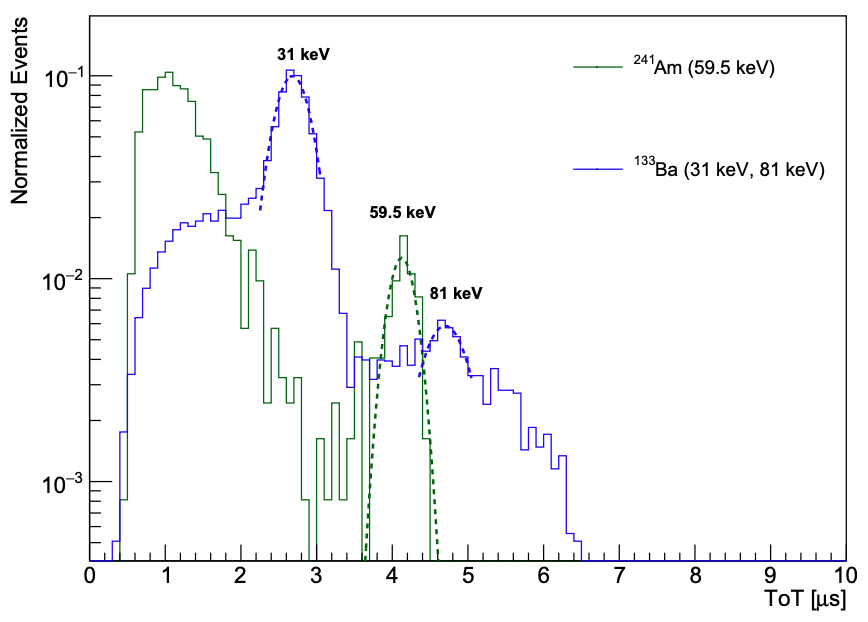 Normalized Events
10⁻¹
10⁻²
10⁻³
31 keV
59.5 keV
81 keV
²⁴¹Am (59.5 keV)
¹³³Ba (31 keV, 81 keV)
0 1 2 3 4 5 6 7 8 9 10
ToT [μs]